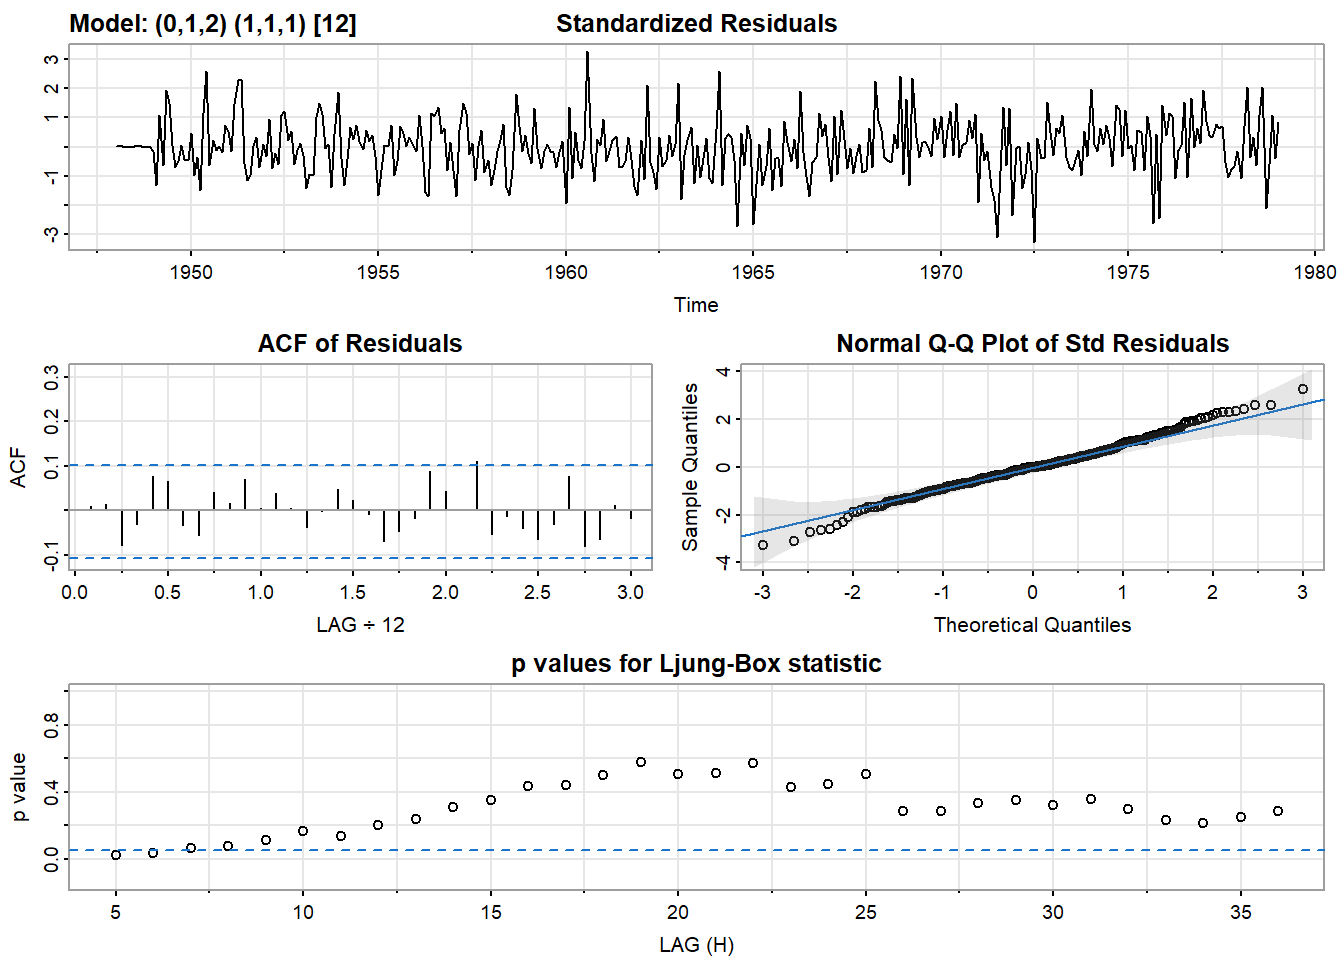 Model: (0,1,2) (1,1,1) [12]
Standardized Residuals
3
2
1
-1
-3
1950 1955 1960 1965 1970 1975 1980
Time
ACF of Residuals
ACF
0.3
0.2
0.1
-0.1
0.0 0.5 1.0 1.5 2.0 2.5 3.0
LAG ÷ 12
Normal Q-Q Plot of Std Residuals
Sample Quantiles
4
2
0
-2
-4
-3 -2 -1 0 1 2 3
Theoretical Quantiles
p values for Ljung-Box statistic
p value
0.8
0.4
0.0
5 10 15 20 25 30 35
LAG (H)